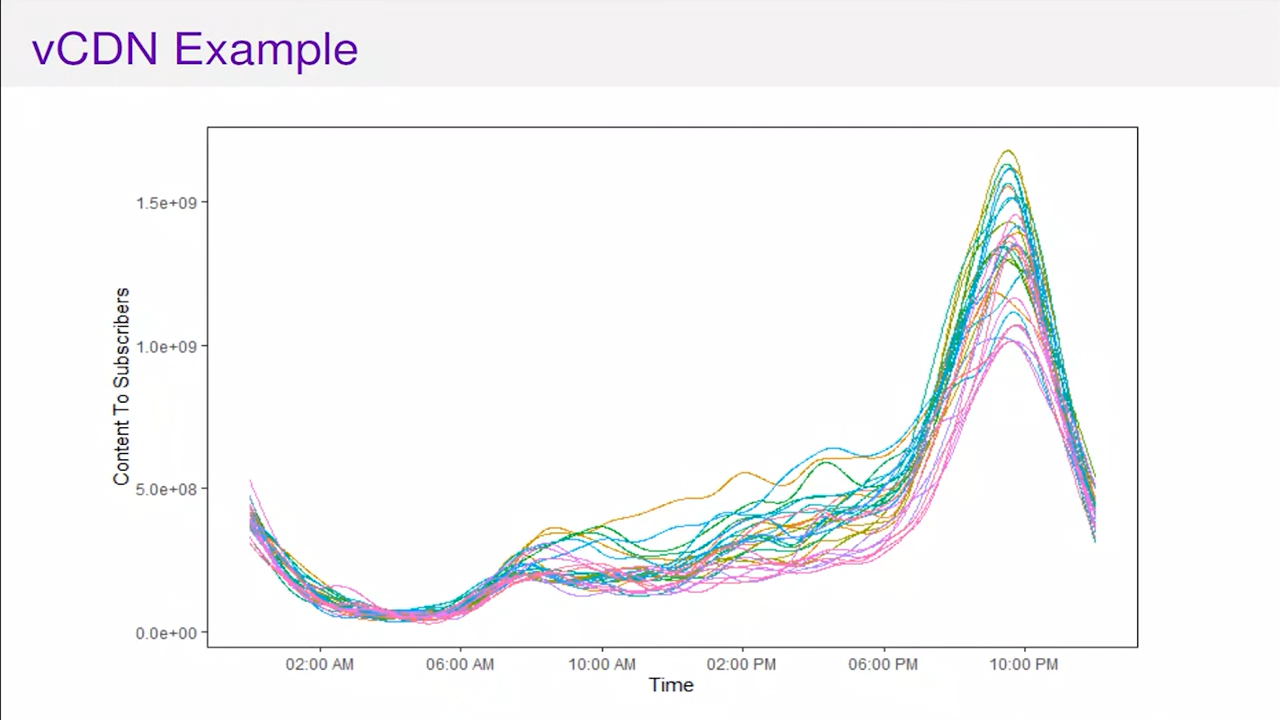 vCDN Example
1.5e+09
1.0e+09
5.0e+08
0.0e+00
Content To Subscribers
02:00 AM 06:00 AM 10:00 AM 02:00 PM 06:00 PM 10:00 PM
Time